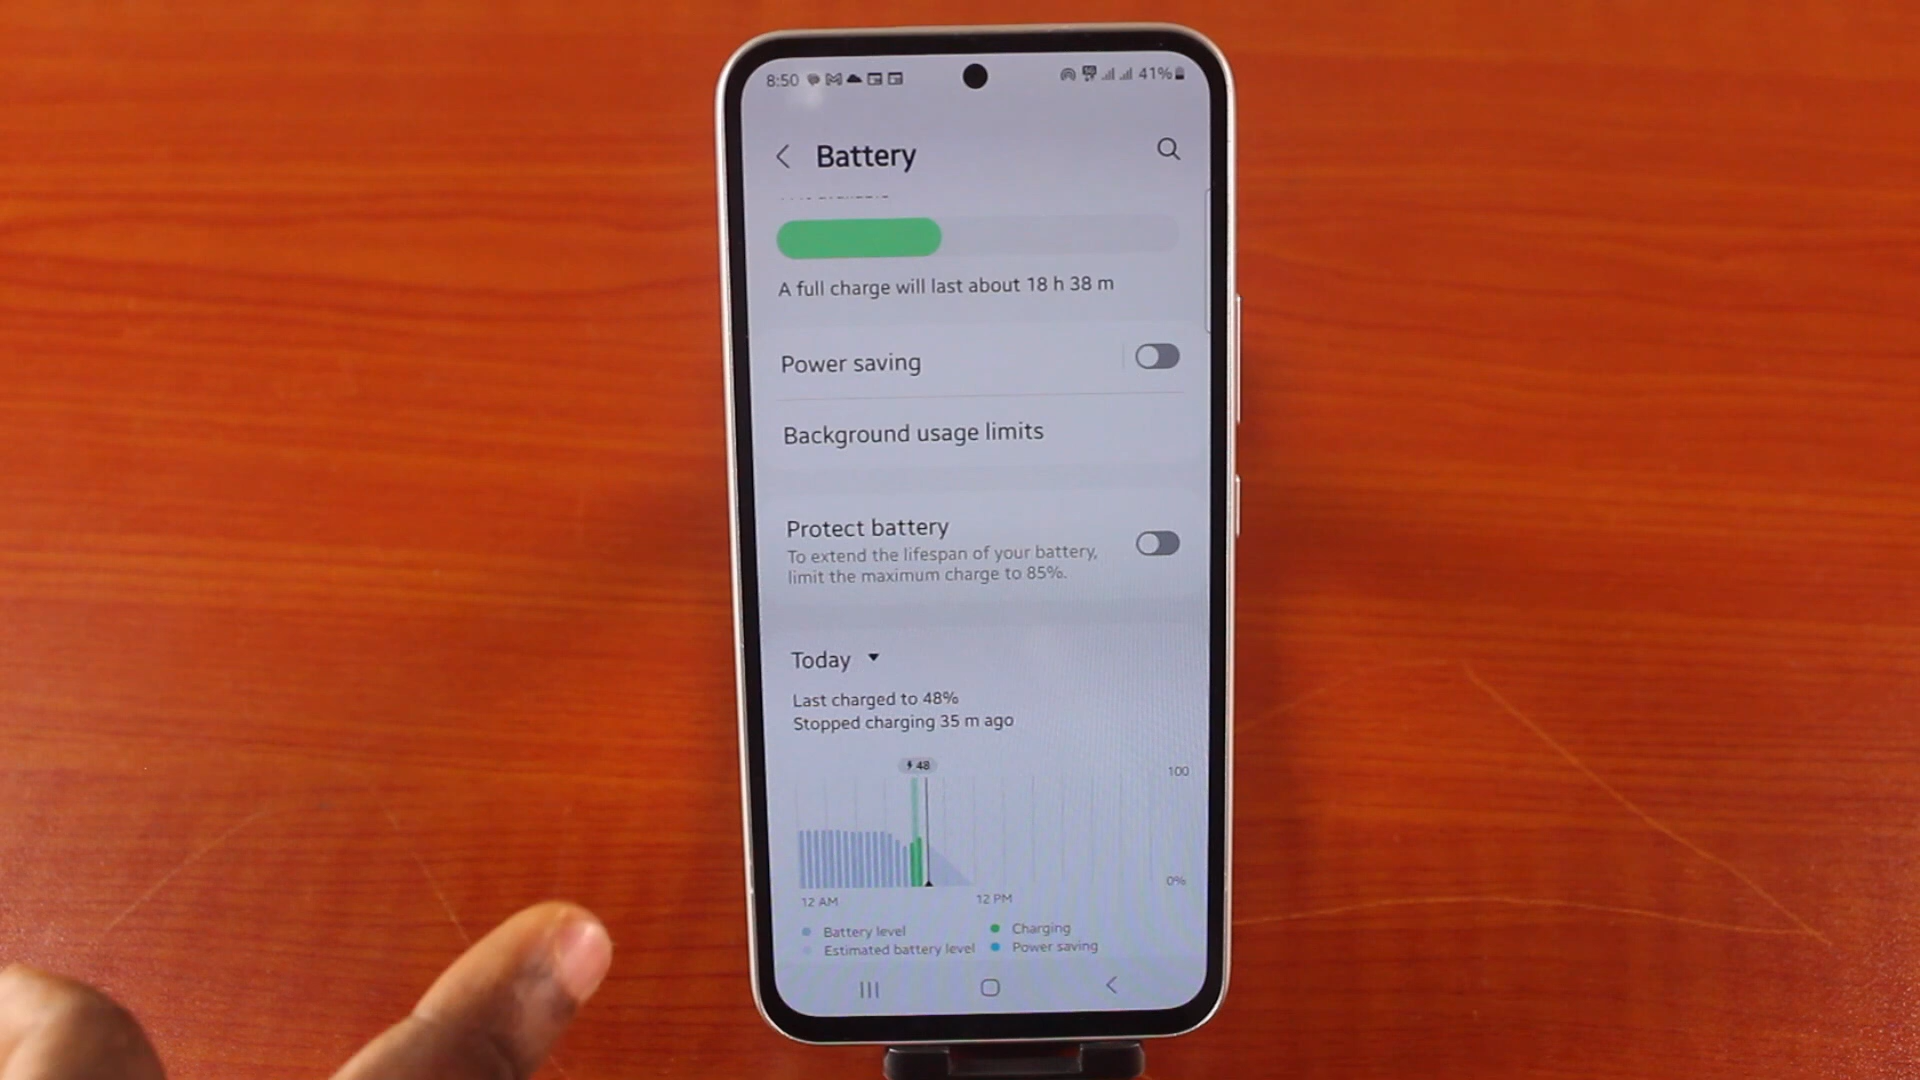 8:50 41%
Battery
A full charge will last about 18 h 38 m
Power saving
Background usage limits
Protect battery
To extend the lifespan of your battery,
limit the maximum charge to 85%.
Today
Last charged to 48%
Stopped charging 35 m ago
48
100
0%
12 AM 12 PM
Battery level Charging
Estimated battery level Power saving